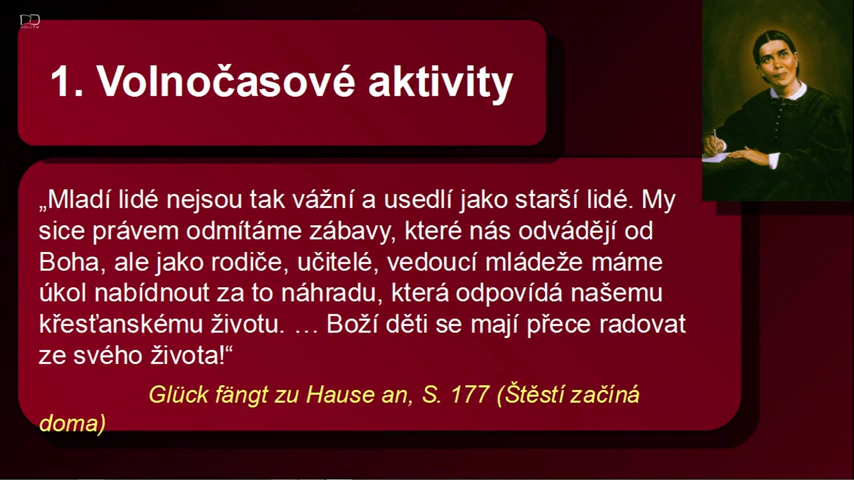 1. Volnočasové aktivity
„Mladí lidé nejsou tak vážní a usedlí jako starší lidé. My
sice právem odmítáme zábavy, které nás odvádějí od
Boha, ale jako rodiče, učitelé, vedoucí mládeže máme
úkol nabídnout za to náhradu, která odpovídá našemu
křesťanskému životu. … Boží děti se mají přece radovat
ze svého života!“
Glück fängt zu Hause an, S. 177 (Štěstí začíná
doma)